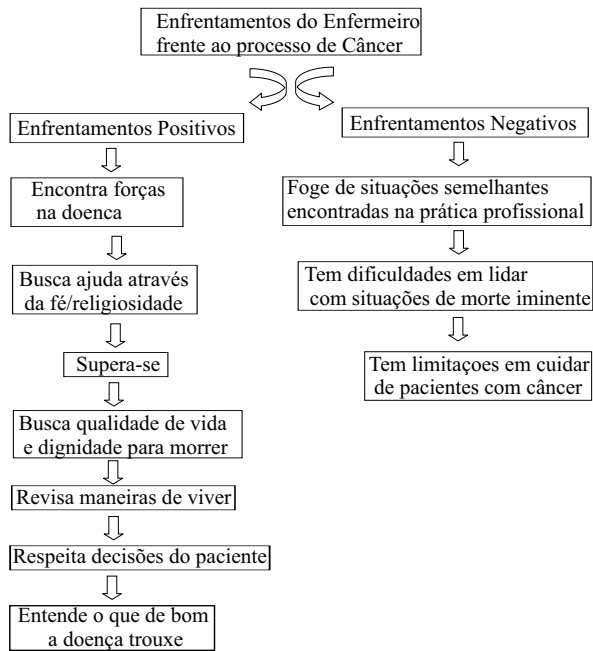 Enfrentamentos do Enfermeiro
frente ao processo de Câncer
Enfrentamentos Positivos
Encontra forças
na doenca
Busca ajuda através
da fé/religiosidade
Supera-se
Busca qualidade de vida
e dignidade para morrer
Revisa maneiras de viver
Respeita decisões do paciente
Entende o que de bom
a doença trouxe
Enfrentamentos Negativos
Foge de situações semelhantes
encontradas na prática profissional
Tem dificuldades em lidar
com situações de morte iminente
Tem limitaçoes em cuidar
de pacientes com câncer